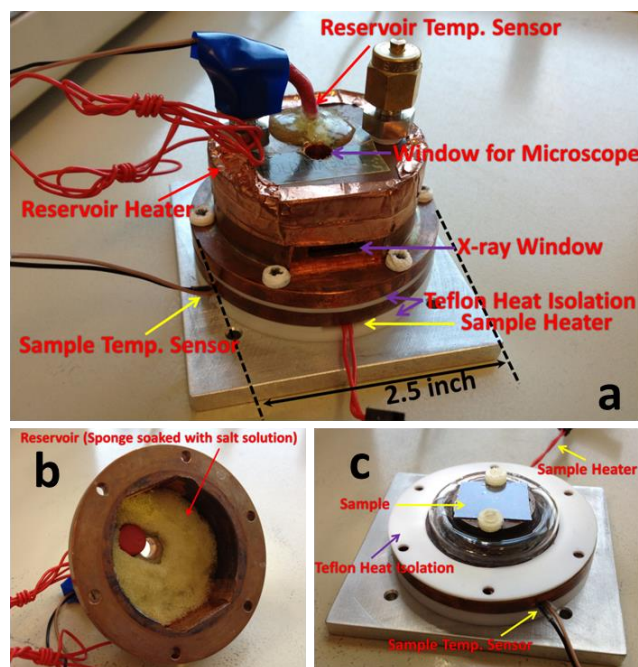 Reservoir Temp. Sensor
Window for Microscope
Reservoir Heater
X-ray Window
Teflon Heat Isolation
Sample Heater
Sample Temp. Sensor
2.5 inch
a
Reservoir (Sponge soaked with salt solution)
b
c
Sample Heater
Sample
Teflon Heat Isolation
Sample Temp. Sensor